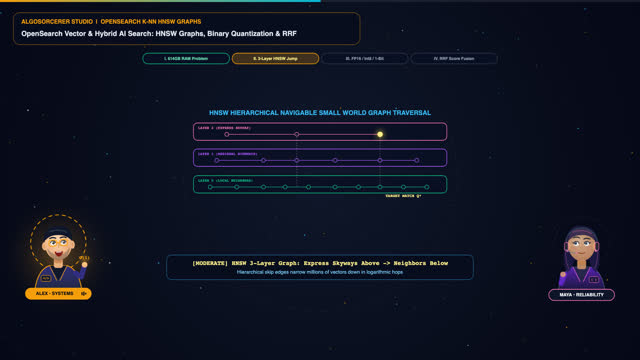 ALGOSORCERER STUDIO | OPENSEARCH K-NN HNSW GRAPHS
OpenSearch Vector & Hybrid AI Search: HNSW Graphs, Binary Quantization & RRF
I. 614GB RAM Problem
II. 3-Layer HNSW Jump
III. FP16 / Int8 / 1-Bit
IV. RRF Score Fusion
HNSW HIERARCHICAL NAVIGABLE SMALL WORLD GRAPH TRAVERSAL
LAYER 2 (EXPRESS SKYWAY)
LAYER 1 (REGIONAL HIGHWAYS)
LAYER 0 (LOCAL NEIGHBORS)
TARGET MATCH Q*
[MODERATE] HNSW 3-Layer Graph: Express Skyways Above -> Neighbors Below
Hierarchical skip edges narrow millions of vectors down in logarithmic hops
ALEX - SYSTEMS
MAYA - RELIABILITY